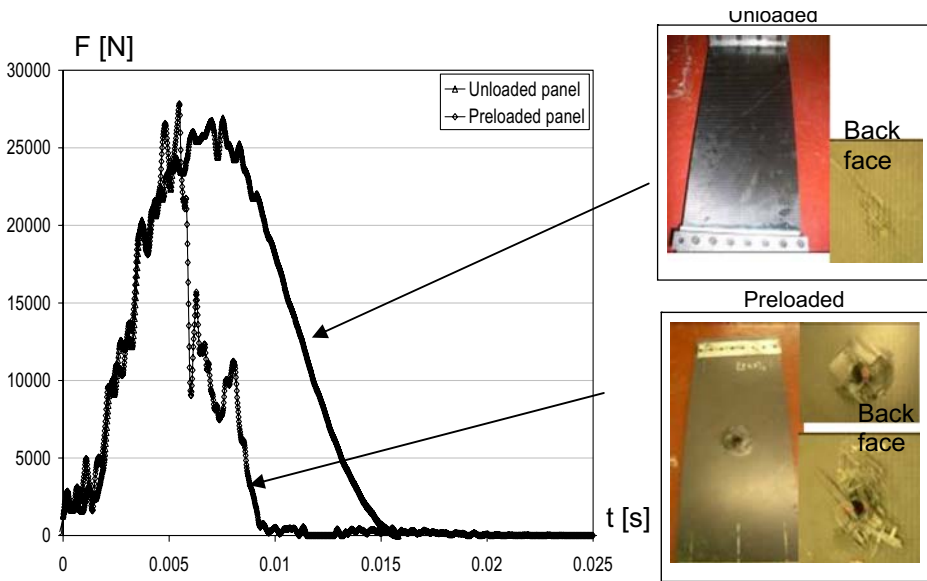 Unloaded
F [N]
30000
25000
20000
15000
10000
5000
0
0
0.005
0.01
0.015
0.02
0.025
t [s]
Unloaded panel
Preloaded panel
Back
face
Preloaded
Back
face